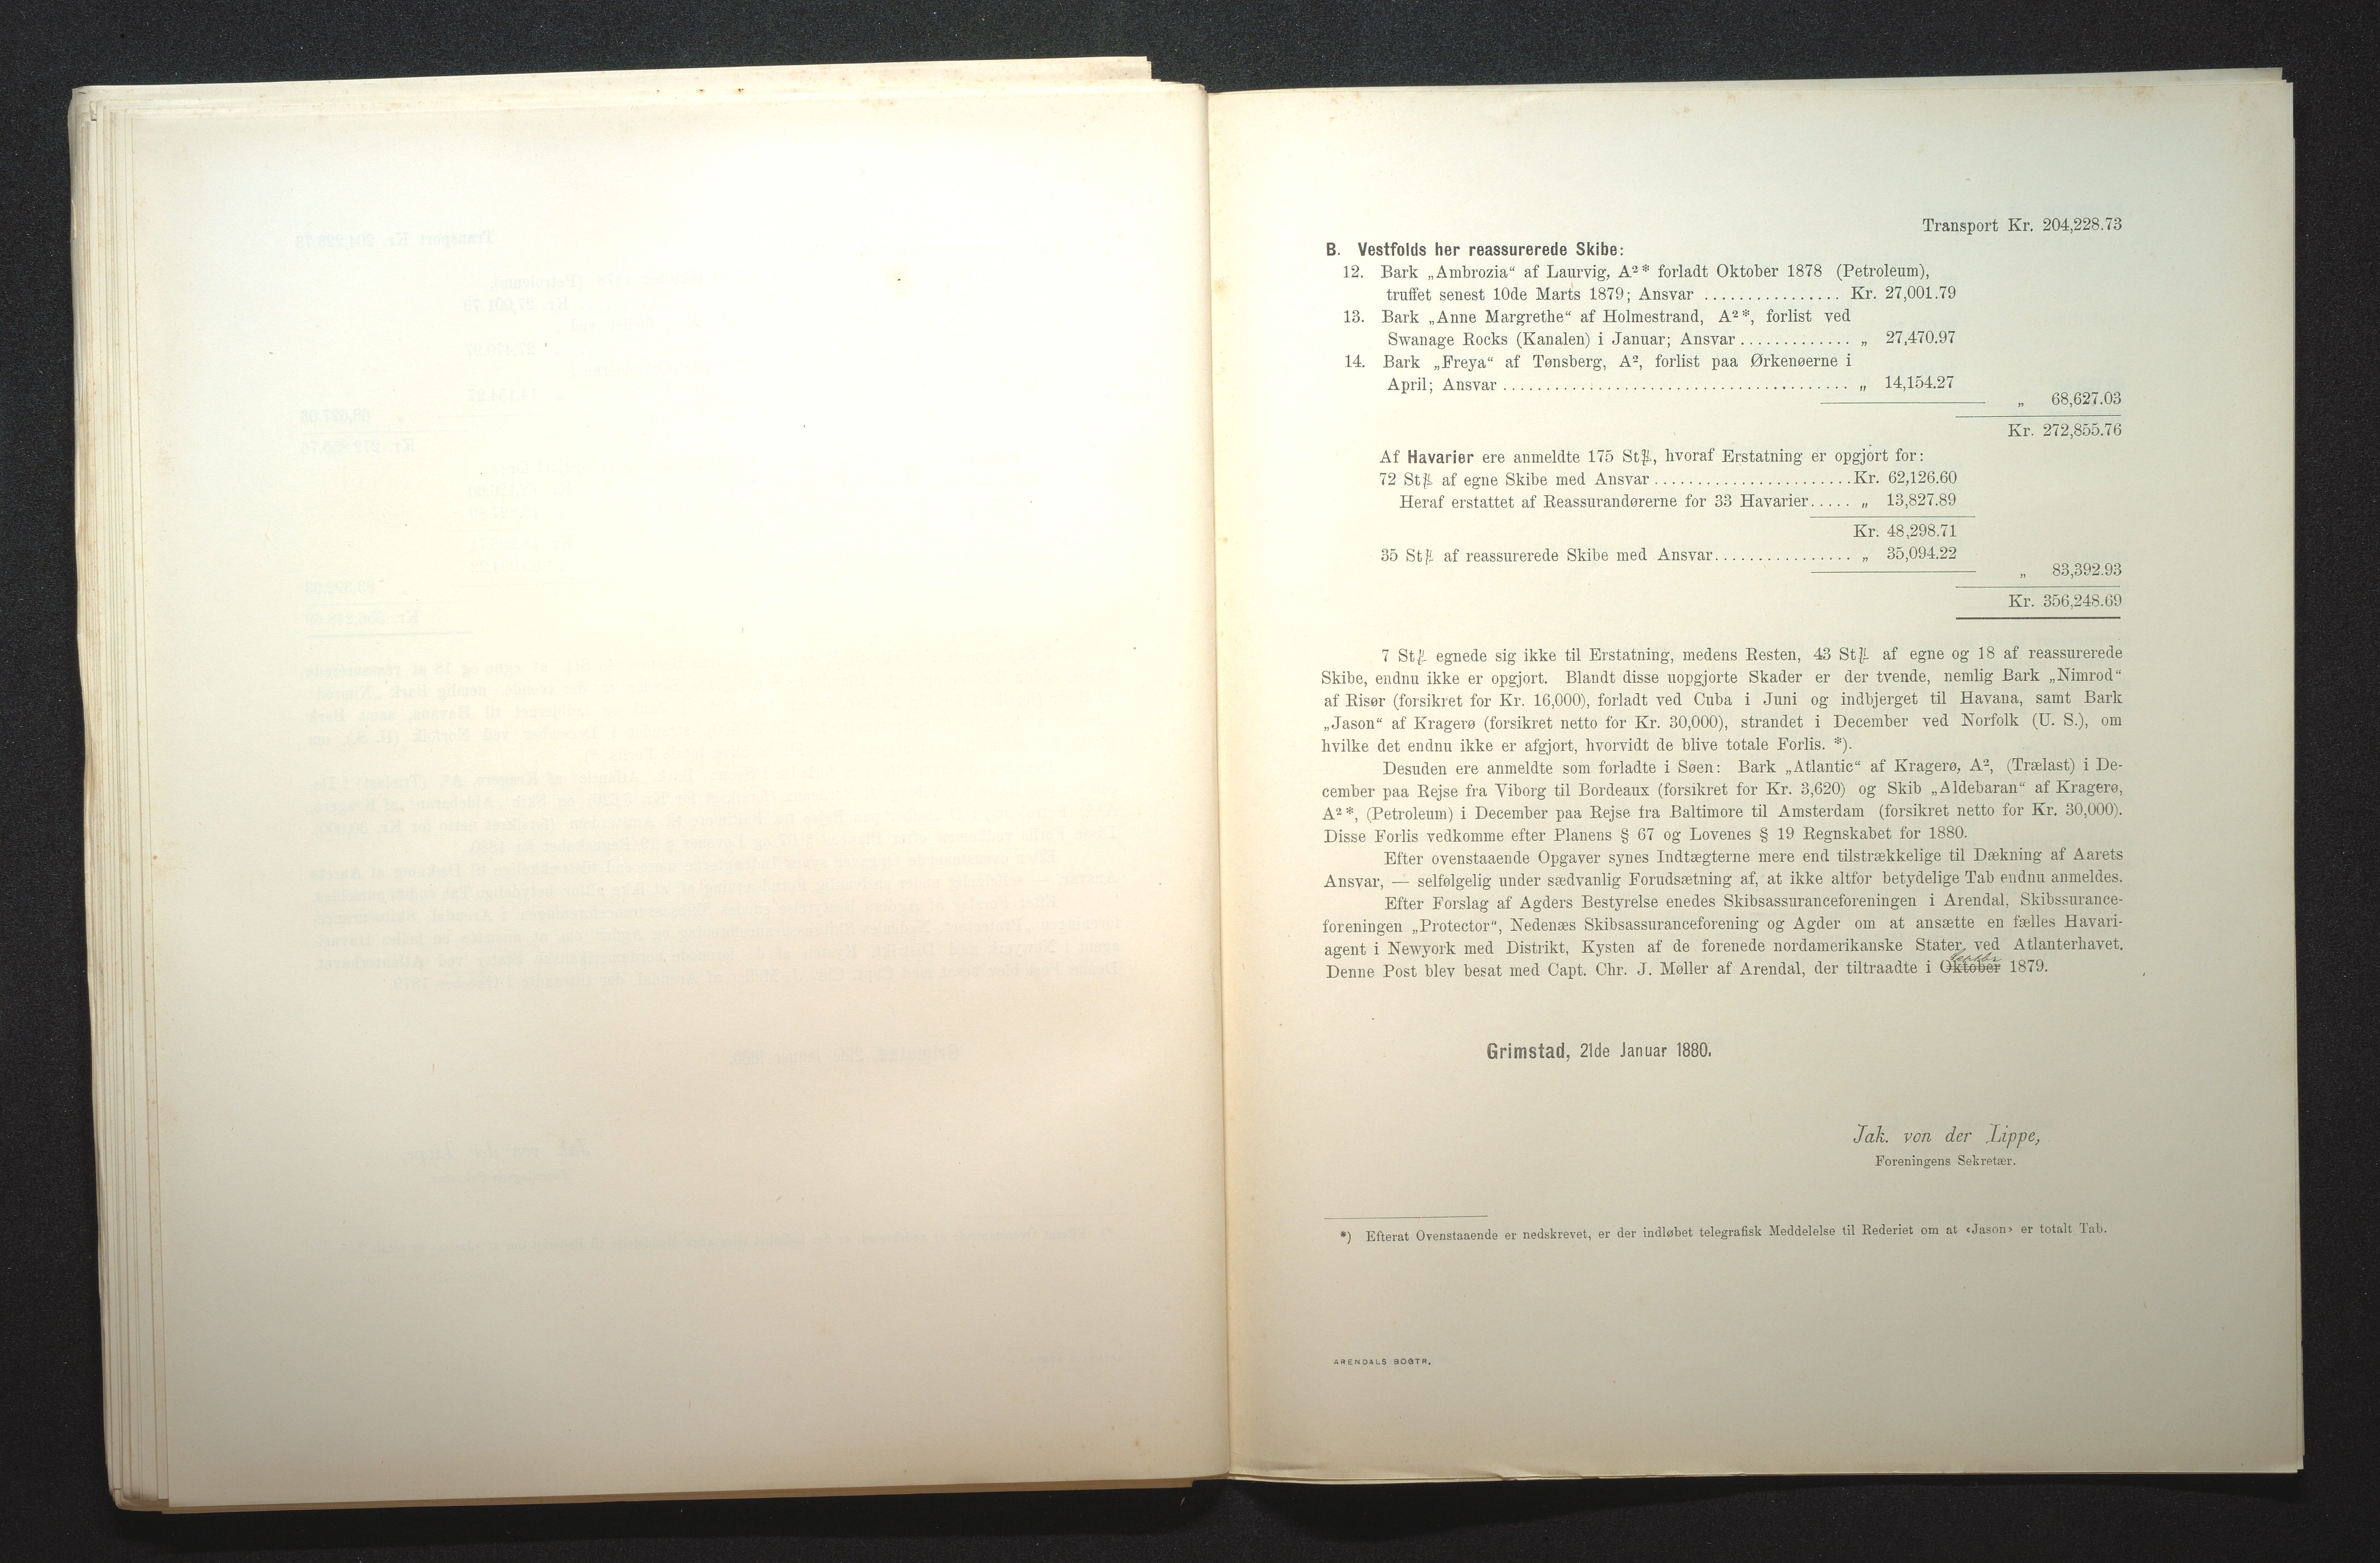 Transport Kr. 204,228.73
B. Vestfolds her reassurerede Skibe:
12. Bark „Ambrozia“ af Laurvig, A²* forladt Oktober 1878 (Petroleum),
truffet senest 10de Marts 1879; Ansvar ................ Kr. 27,001.79
13. Bark „Anne Margrethe“ af Holmestrand, A²*, forlist ved
Swanage Rocks (Kanalen) i Januar; Ansvar ............. „ 27,470.97
14. Bark „Freya“ af Tønsberg, A², forlist paa Ørkenøerne i
April; Ansvar ........................................ „ 14,154.27
„ 68,627.03
Kr. 272,855.76
Af Havarier ere anmeldte 175 Stk., hvoraf Erstatning er opgjort for:
72 Stk. af egne Skibe med Ansvar ....................... Kr. 62,126.60
Heraf erstattet af Reassurandørerne for 33 Havarier ..... „ 13,827.89
Kr. 48,298.71
35 Stk. af reassurerede Skibe med Ansvar ................ „ 35,094.22
„ 83,392.93
Kr. 356,248.69
7 Stk. egnede sig ikke til Erstatning, medens Resten, 43 Stk. af egne og 18 af reassurerede
Skibe, endnu ikke er opgjort. Blandt disse uopgjorte Skader er der tvende, nemlig Bark „Nimrod“
af Risør (forsikret for Kr. 16,000), forladt ved Cuba i Juni og indbjerget til Havana, samt Bark
„Jason“ af Kragerø (forsikret netto for Kr. 30,000), strandet i December ved Norfolk (U. S.), om
hvilke det endnu ikke er afgjort, hvorvidt de blive totale Forlis. *).
Desuden ere anmeldte som forladte i Søen: Bark „Atlantic“ af Kragerø, A², (Trælast) i De-
cember paa Rejse fra Viborg til Bordeaux (forsikret for Kr. 3,620) og Skib „Aldebaran“ af Kragerø,
A²*, (Petroleum) i December paa Rejse fra Baltimore til Amsterdam (forsikret netto for Kr. 30,000).
Disse Forlis vedkomme efter Planens § 67 og Lovenes § 19 Regnskabet for 1880.
Efter ovenstaaende Opgaver synes Indtægterne mere end tilstrækkelige til Dækning af Aarets
Ansvar, — selfølgelig under sædvanlig Forudsætning af, at ikke altfor betydelige Tab endnu anmeldes.
Efter Forslag af Agders Bestyrelse enedes Skibsassuranceforeningen i Arendal, Skibssurance-
foreningen „Protector“, Nedenæs Skibsassuranceforening og Agder om at ansætte en fælles Havari-
agent i Newyork med Distrikt, Kysten af de forenede nordamerikanske Stater ved Atlanterhavet.
Denne Post blev besat med Capt. Chr. J. Møller af Arendal, der tiltraadte i Oktober 1879.
Grimstad, 21de Januar 1880.
Jak. von der Lippe,
Foreningens Sekretær.
*) Efterat Ovenstaaende er nedskrevet, er der indløbet telegrafisk Meddelelse til Rederiet om at «Jason» er totalt Tab.
ARENDALS BOGTR.